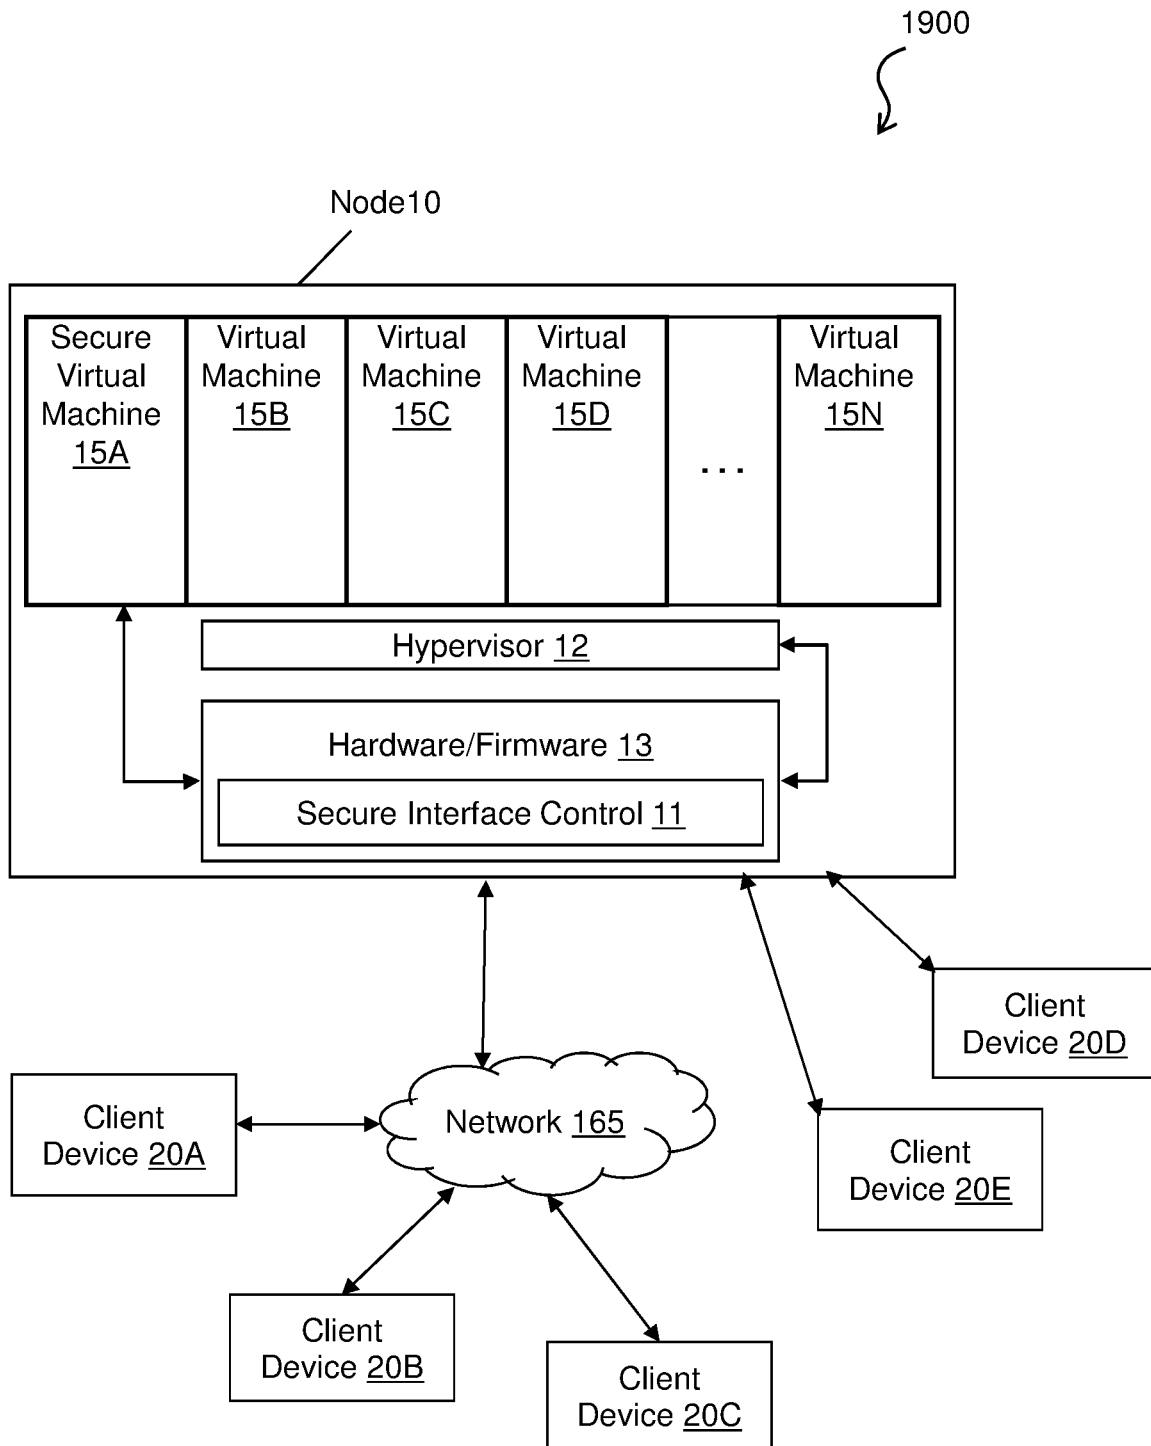 1900
Node10
Secure
Virtual
Machine
15A
Virtual
Machine
15B
Virtual
Machine
15C
Virtual
Machine
15D
...
Virtual
Machine
15N
Hypervisor 12
Hardware/Firmware 13
Secure Interface Control 11
Client
Device 20D
Client
Device 20A
Network 165
Client
Device 20E
Client
Device 20B
Client
Device 20C